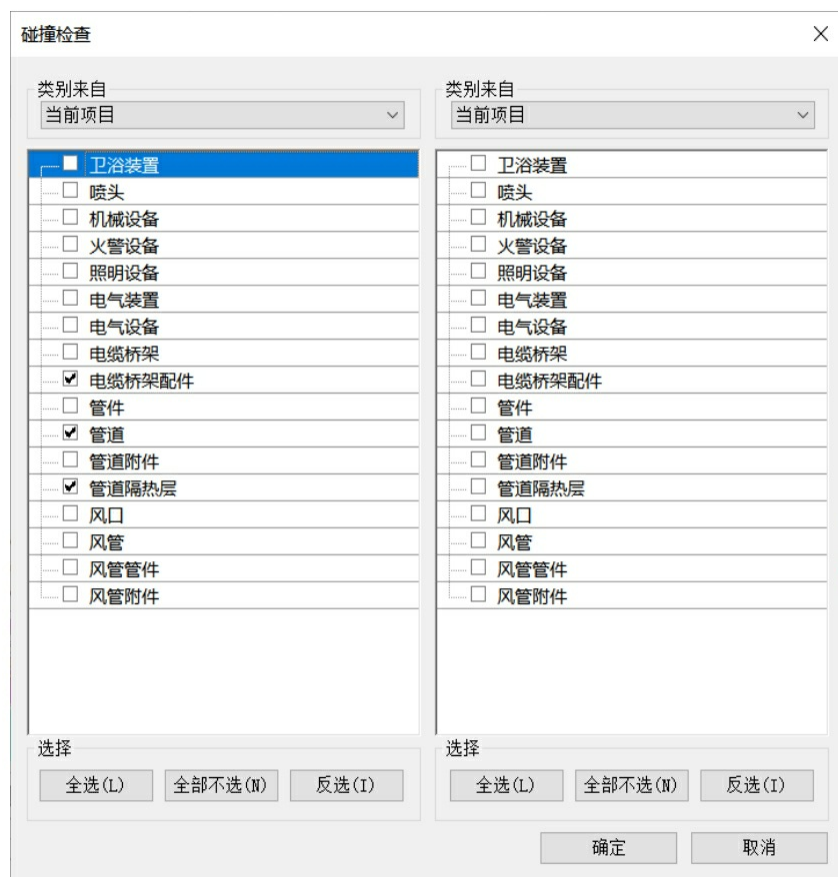 碰撞检查
类别来自
当前项目
卫浴装置
喷头
机械设备
火警设备
照明设备
电气装置
电气设备
电缆桥架
电缆桥架配件
管件
管道
管道附件
管道隔热层
风口
风管
风管管件
风管附件
选择
全选(L)
全部不选(N)
反选(I)
类别来自
当前项目
卫浴装置
喷头
机械设备
火警设备
照明设备
电气装置
电气设备
电缆桥架
电缆桥架配件
管件
管道
管道附件
管道隔热层
风口
风管
风管管件
风管附件
选择
全选(L)
全部不选(N)
反选(I)
确定
取消